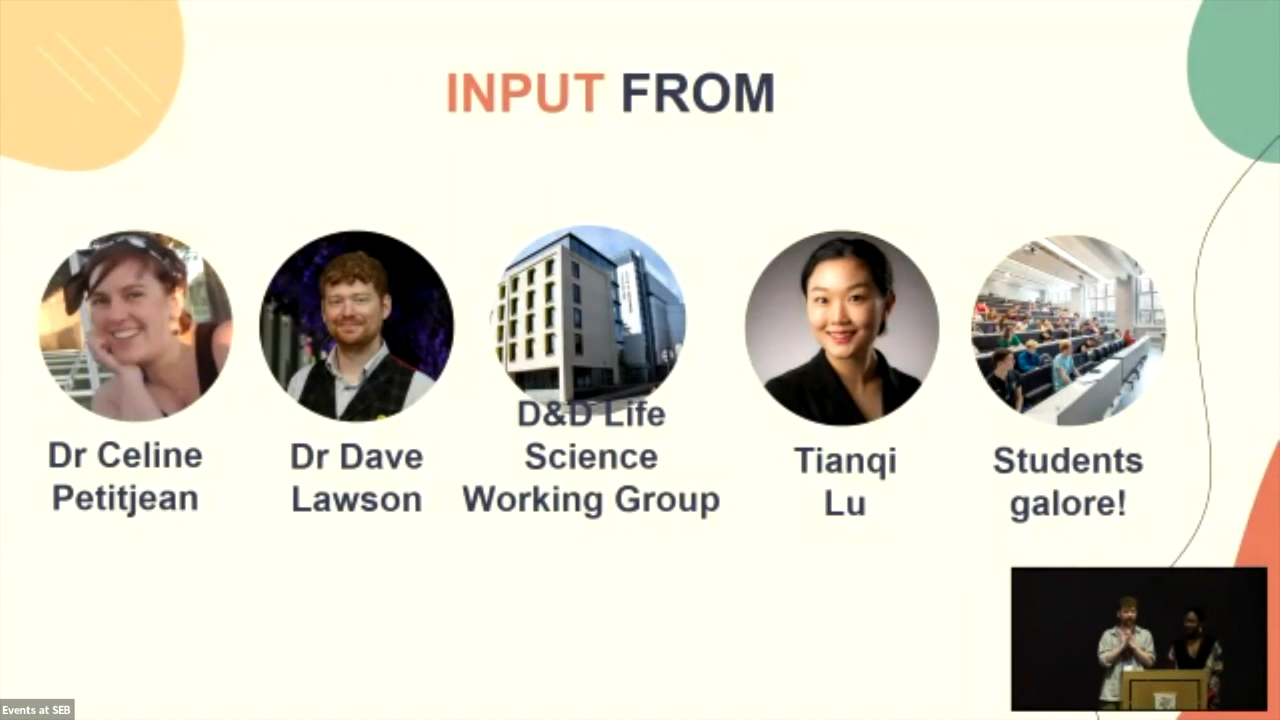 INPUT FROM
Dr Celine
Petitjean
Dr Dave
Lawson
D&D Life
Science
Working Group
Tianqi
Lu
Students
galore!
Events at SEB